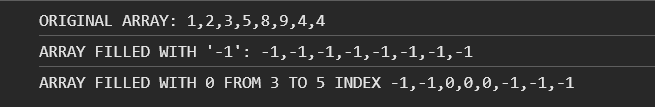 ORIGINAL ARRAY: 1,2,3,5,8,9,4,4
ARRAY FILLED WITH '-1': -1,-1,-1,-1,-1,-1,-1,-1
ARRAY FILLED WITH 0 FROM 3 TO 5 INDEX -1,-1,0,0,0,-1,-1,-1